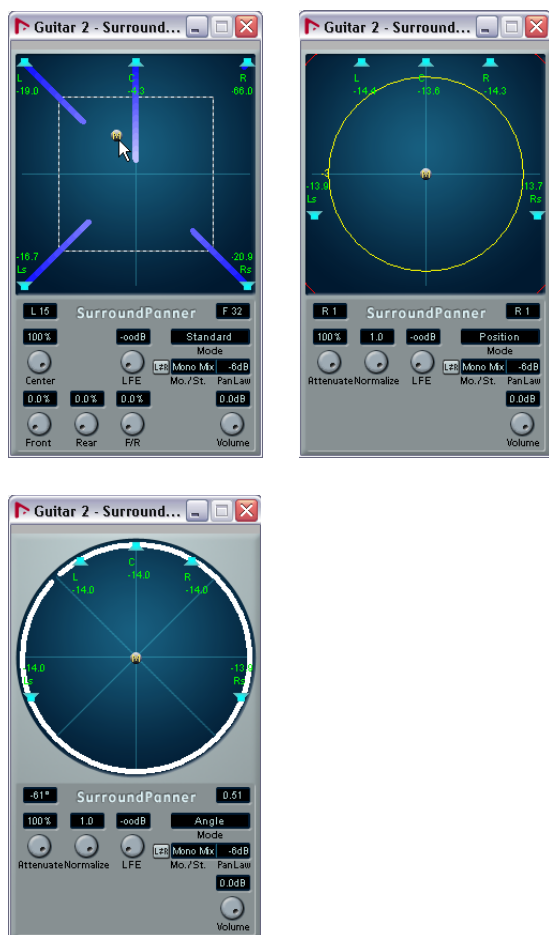 Guitar 2 - Surround...
L C R
-19.0 -4.3 -66.0
-16.7 -20.9
Ls Rs
L 15 SurroundPanner F 32
100% -oodB Standard
Mode
L≠R Mono Mix -6dB
Center LFE Mo./St. PanLaw
0.0% 0.0% 0.0% 0.0dB
Front Rear F/R Volume
Guitar 2 - Surround...
L C R
-14.4 -13.6 -14.3
-3
-13.9 13.7
Ls Rs
R 1 SurroundPanner R 1
100% 1.0 -oodB Position
Mode
L≠R Mono Mix -6dB
Attenuate Normalize LFE Mo./St. PanLaw
0.0dB
Volume
Guitar 2 - Surround...
C
L -14.0 R
-14.0 -14.0
14.0
Ls Rs
-61° SurroundPanner 0.51
100% 1.0 -oodB Angle
Mode
L≠R Mono Mix -6dB
Attenuate Normalize LFE Mo./St. PanLaw
0.0dB
Volume